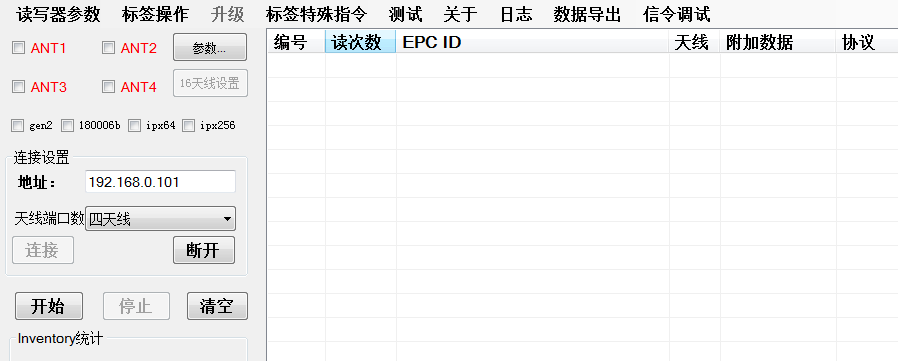 读写器参数 标签操作 升级 标签特殊指令 测试 关于 日志 数据导出 信令调试
编号 读次数 EPC ID 天线 附加数据 协议
ANT1 ANT2 参数...
ANT3 ANT4 16天线设置
gen2 180006b ipx64 ipx256
连接设置
地址： 192.168.0.101
天线端口数 四天线
连接 断开
开始 停止 清空
Inventory统计